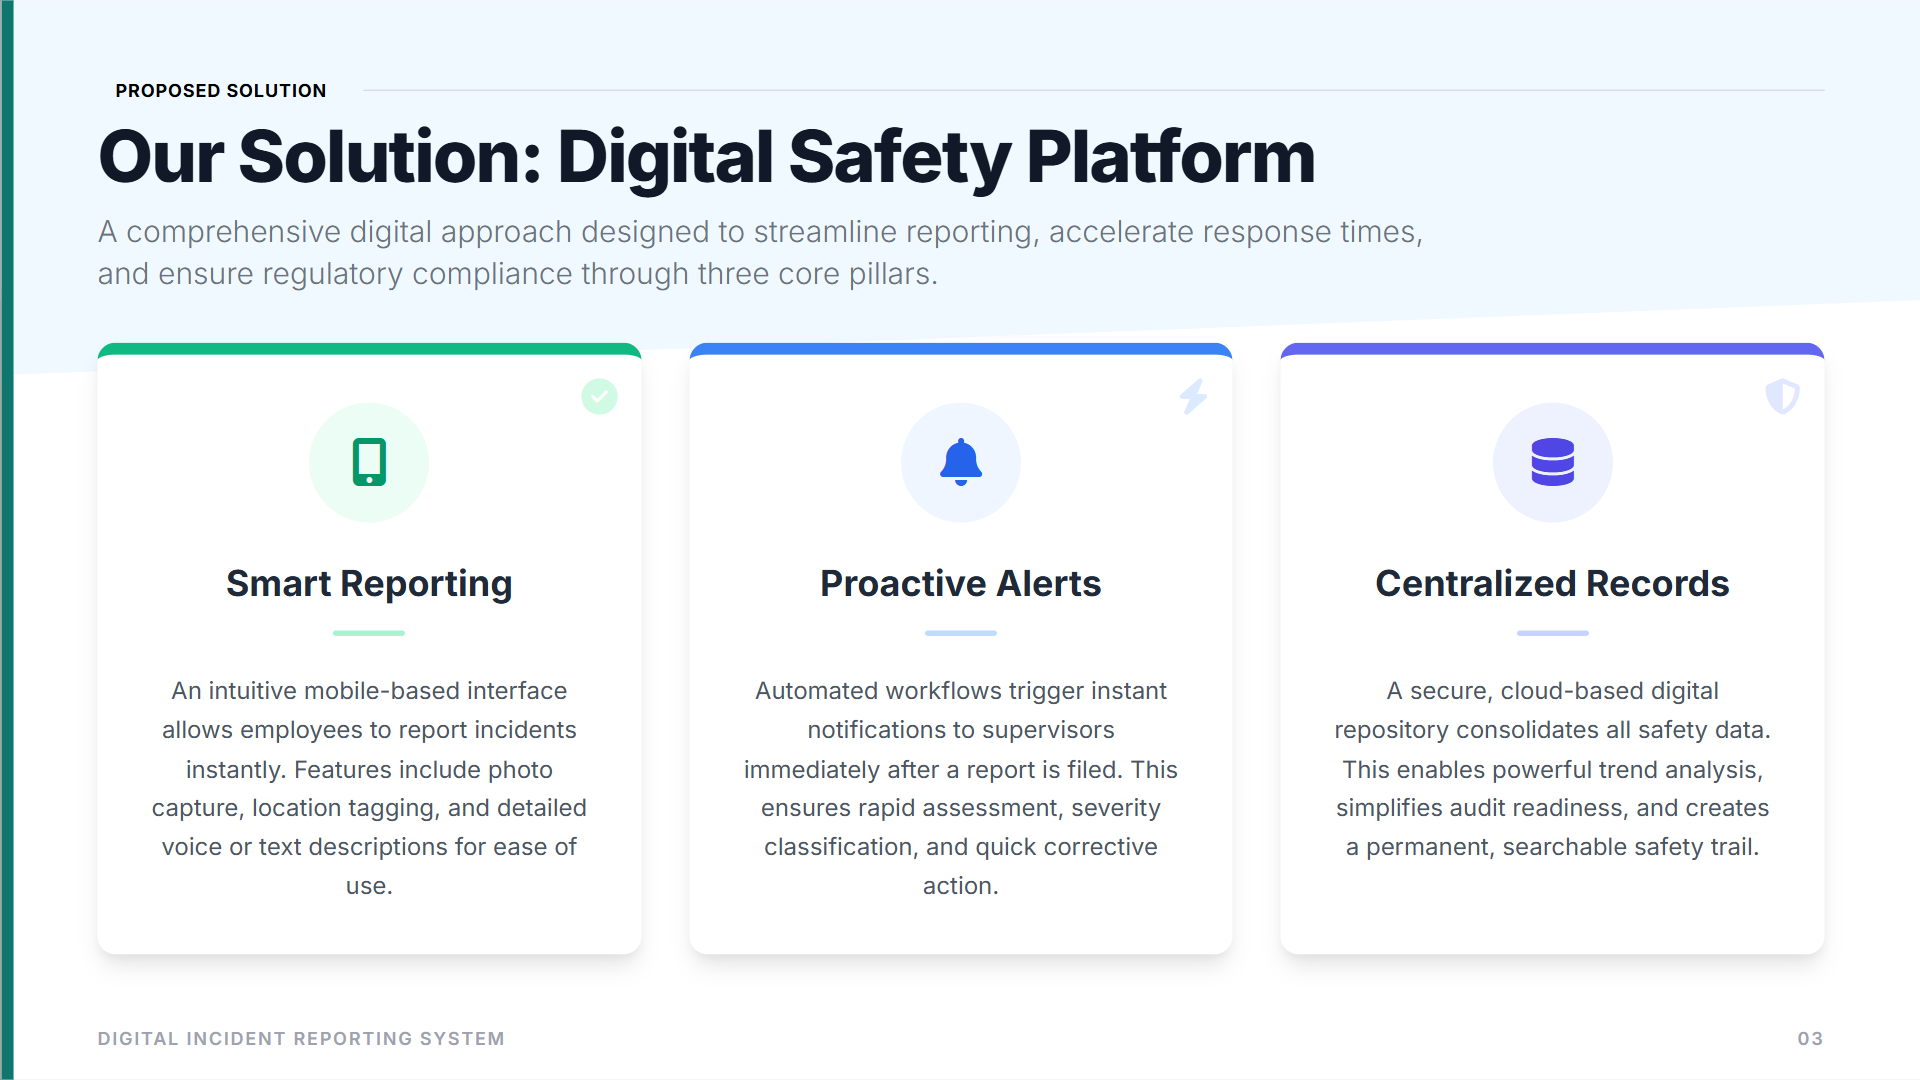 PROPOSED SOLUTION
Our Solution: Digital Safety Platform
A comprehensive digital approach designed to streamline reporting, accelerate response times,
and ensure regulatory compliance through three core pillars.
Smart Reporting
An intuitive mobile-based interface
allows employees to report incidents
instantly. Features include photo
capture, location tagging, and detailed
voice or text descriptions for ease of
use.
Proactive Alerts
Automated workflows trigger instant
notifications to supervisors
immediately after a report is filed. This
ensures rapid assessment, severity
classification, and quick corrective
action.
Centralized Records
A secure, cloud-based digital
repository consolidates all safety data.
This enables powerful trend analysis,
simplifies audit readiness, and creates
a permanent, searchable safety trail.
DIGITAL INCIDENT REPORTING SYSTEM
03